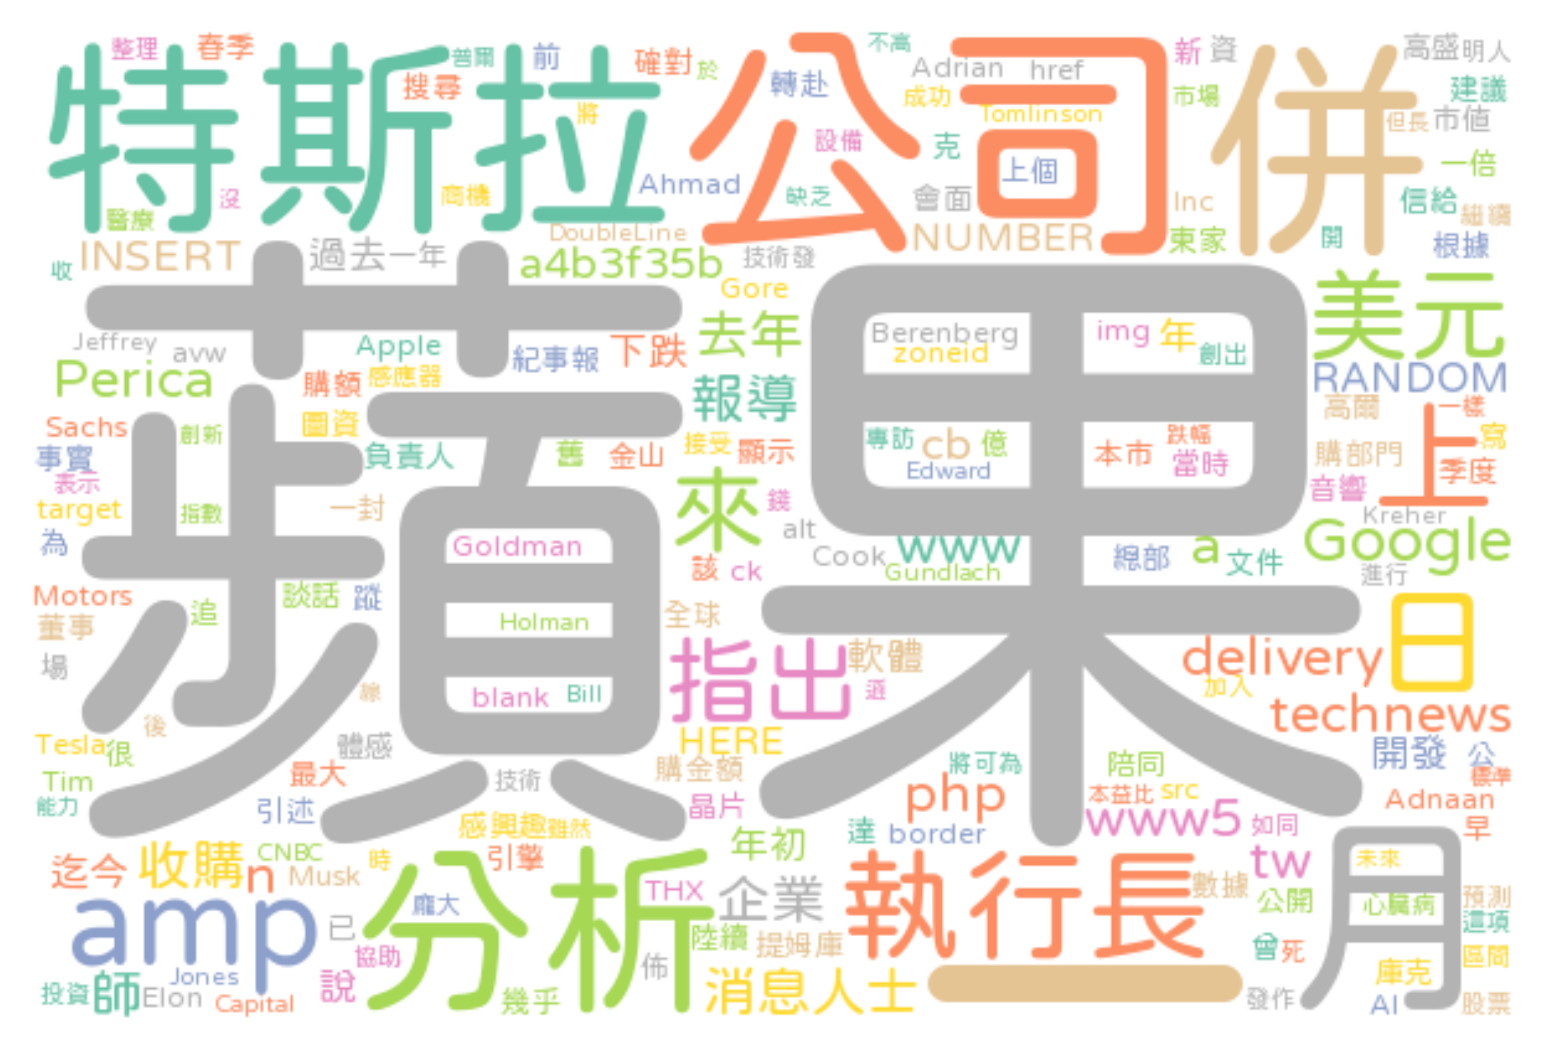 整理 春季 普爾 前 確對 於 不高 新 資 高盛 明人
特斯拉 公司 併
搜尋 將 轉赴 Adrian href 成功 Tomlinson 市場 建議 但長 市值
設備 克 上個 一倍
沒 商機 Ahmad 缺乏 會面 Inc 信給 繼續
醫療 DoubleLine NUMBER 東家 開 根據
收 INSERT 過去一年 a4b3f35b 技術發
蘋果
Gore 美元
Jeffrey avw Apple 紀事報 下跌 去年 Berenberg zoneid img 年 創出
Perica 購額 感應器 報導 RANDOM
Sachs 創新 圖資 高爾 上 一樣 寫
事實 負責人 舊 金山 接受 顯示 專訪 cb 億 本市 跌幅 當時 購部門 季度
表示 Edward 音響
target 指數 一封 來 錢 Kreher
為 Goldman alt Cook www 總部 a 文件 Google
該 ck Gundlach 進行
Motors 追 談話 蹤 全球 日
董事 Holman
場 指出 軟體 delivery
線 blank Bill 加入
後 technews
Tesla 很 體感 HERE 開發 公
Tim 最大 技術 購金額 將可為 陪同 標準
能力 引述 晶片 php 本益比 src Adnaan
感興趣 雖然 年初 達 border www5 如同 早
迄今 收購 n CNBC Musk 時 引擎 執行長 tw 月 未來
amp 龐大 分析 THX 企業 數據 公開 心臟病 預測
已 陸續 提姆庫 這項
協助 佈 曾 死 區間
投資 師 Jones 說 消息人士 一 庫克
Elon Capital 幾乎 發作 AI 股票